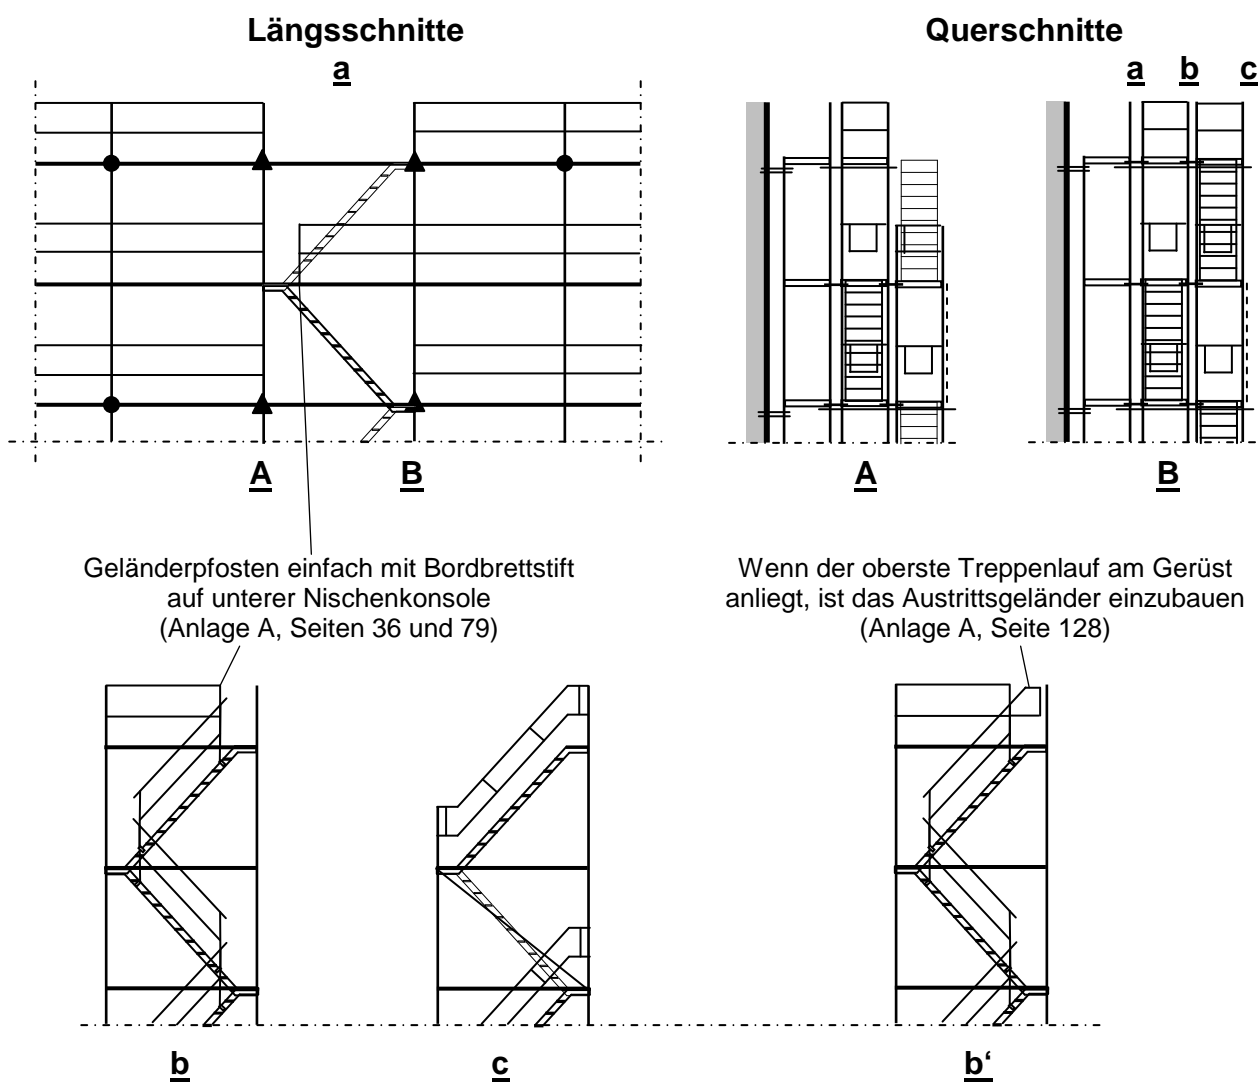 Längsschnitte
Querschnitte
a
a b c
A B
A
B
Geländerpfosten einfach mit Bordbrettstift
auf unterer Nischenkonsole
(Anlage A, Seiten 36 und 79)
Wenn der oberste Treppenlauf am Gerüst
anliegt, ist das Austrittsgeländer einzubauen
(Anlage A, Seite 128)
b
c
b‘